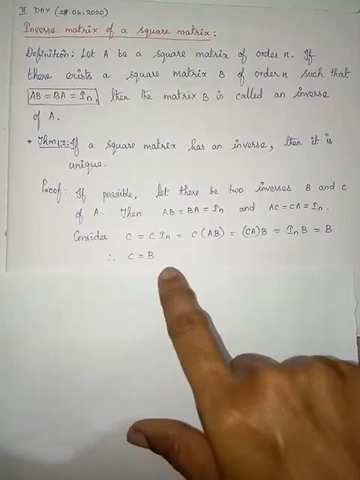 II DAY (28.04.2020)
Inverse matrix of a square matrix:
Definition: Let A be a square matrix of order n. If
there exists a square matrix B of order n such that
AB = BA = In, then the matrix B is called an inverse
of A.
• Thm: If a square matrix has an inverse, then it is
unique.
Proof: If possible, let there be two inverses B and C
of A. Then AB = BA = In and AC = CA = In.
Consider C = C In = C(AB) = (CA)B = In B = B
∴ C = B